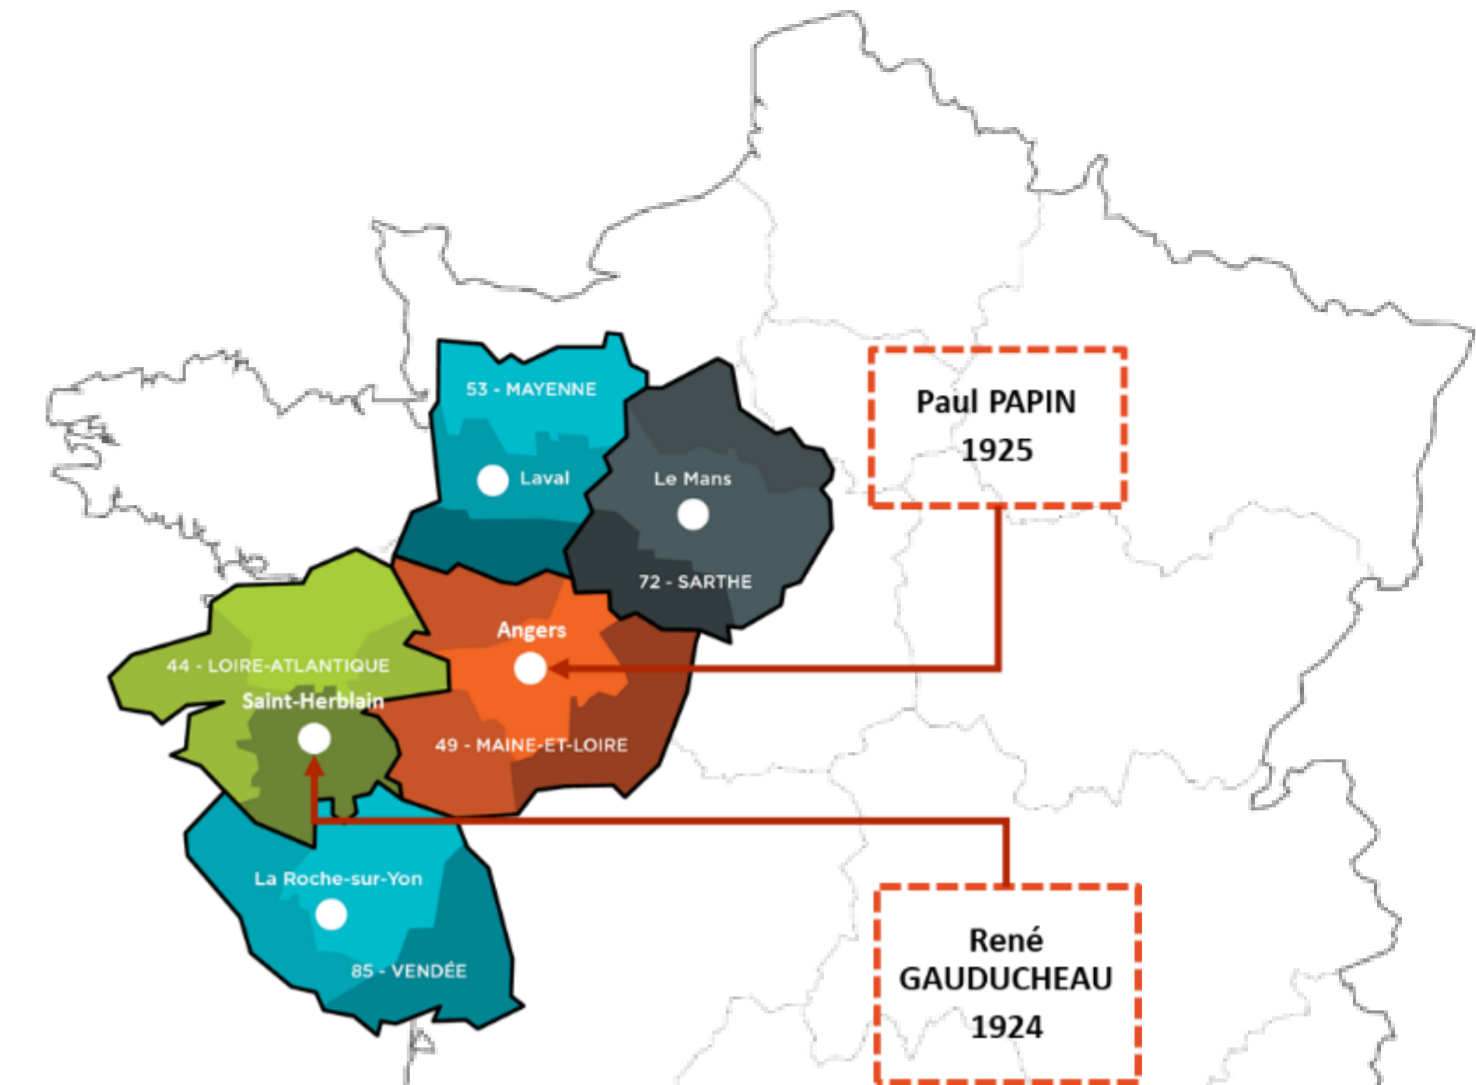 53 - MAYENNE
Laval
Le Mans
72 - SARTHE
Paul PAPIN
1925
Angers
44 - LOIRE-ATLANTIQUE
Saint-Herblain
49 - MAINE-ET-LOIRE
La Roche-sur-Yon
85 - VENDÉE
René
GAUDUCHEAU
1924